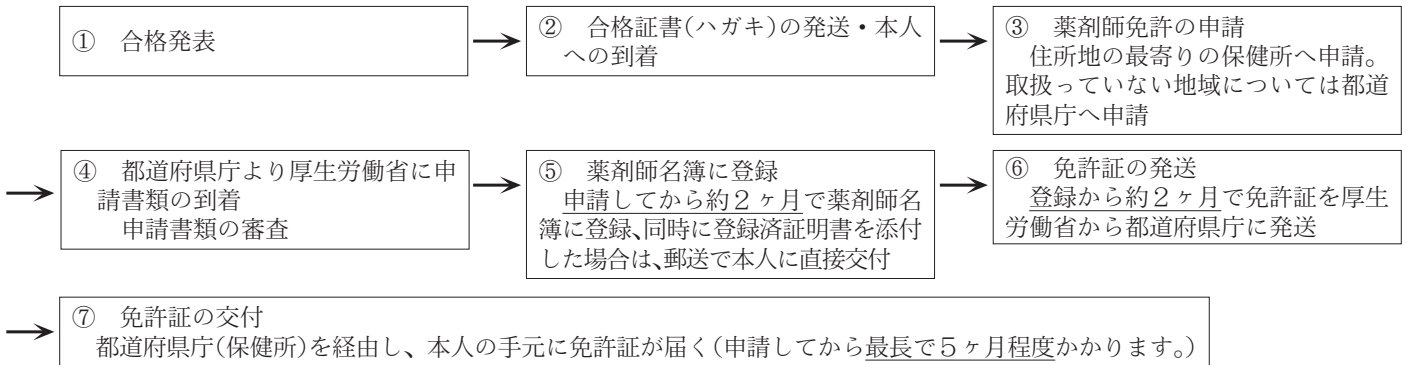 ① 合格発表
② 合格証書(ハガキ)の発送・本人
への到着
③ 薬剤師免許の申請
住所地の最寄りの保健所へ申請。
取扱っていない地域については都道
府県庁へ申請
④ 都道府県庁より厚生労働省に申
請書類の到着
申請書類の審査
⑤ 薬剤師名簿に登録
申請してから約2ヶ月で薬剤師名
簿に登録、同時に登録済証明書を添付
した場合は、郵送で本人に直接交付
⑥ 免許証の発送
登録から約2ヶ月で免許証を厚生
労働省から都道府県庁に発送
⑦ 免許証の交付
都道府県庁(保健所)を経由し、本人の手元に免許証が届く(申請してから最長で5ヶ月程度かかります。)